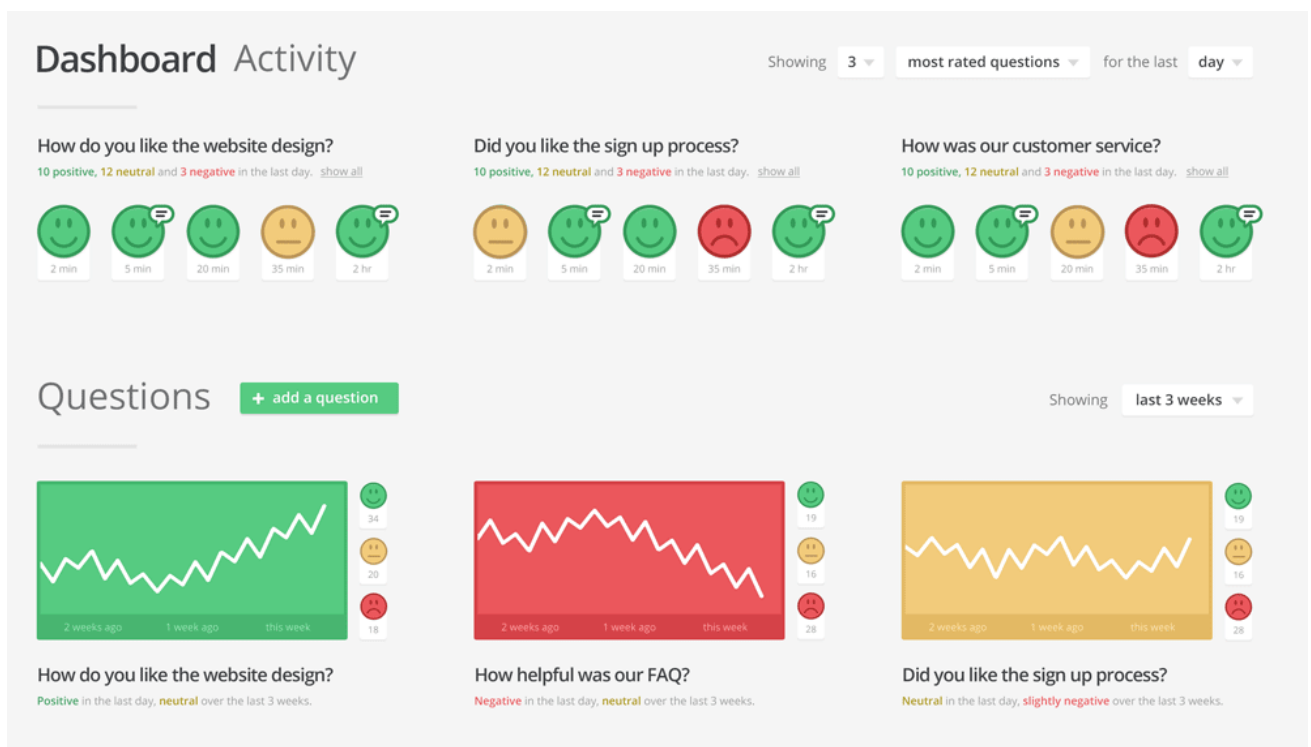 Dashboard Activity
Showing 3 most rated questions for the last day
How do you like the website design?
10 positive, 12 neutral and 3 negative in the last day. show all
2 min 5 min 20 min 35 min 2 hr
Did you like the sign up process?
10 positive, 12 neutral and 3 negative in the last day. show all
2 min 5 min 20 min 35 min 2 hr
How was our customer service?
10 positive, 12 neutral and 3 negative in the last day. show all
2 min 5 min 20 min 35 min 2 hr
Questions + add a question
Showing last 3 weeks
34
20
18
2 weeks ago 1 week ago this week
How do you like the website design?
Positive in the last day, neutral over the last 3 weeks.
19
16
28
2 weeks ago 1 week ago this week
How helpful was our FAQ?
Negative in the last day, neutral over the last 3 weeks.
19
16
28
2 weeks ago 1 week ago this week
Did you like the sign up process?
Neutral in the last day, slightly negative over the last 3 weeks.